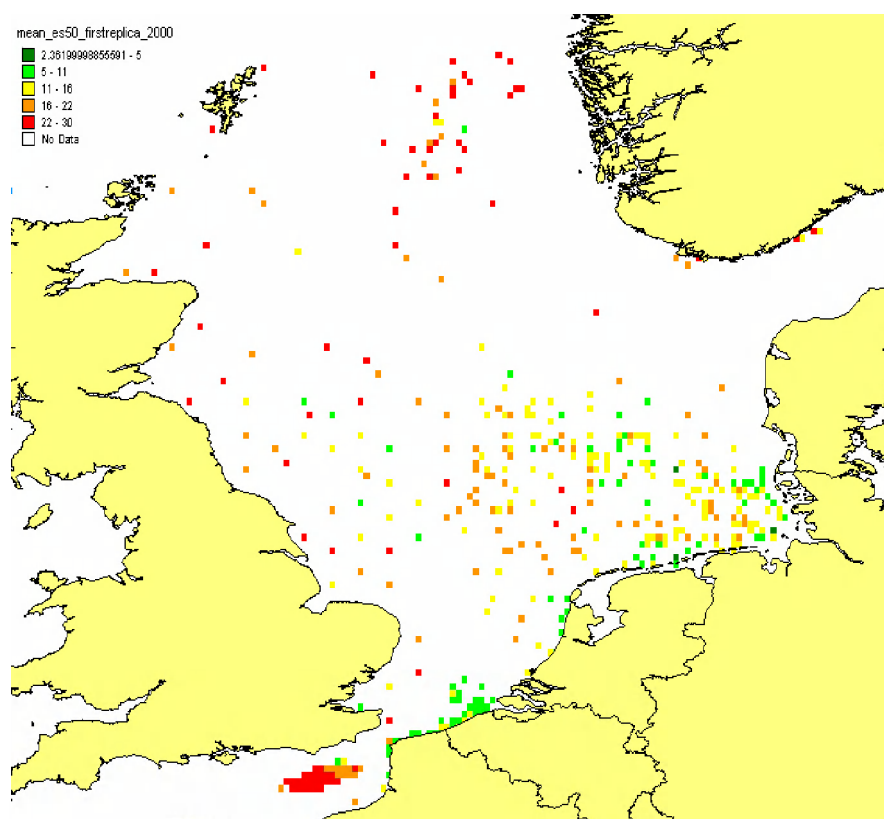 mean_es50_firstreplica_2000
2.36199998855591 - 5
5 - 11
11 - 16
16 - 22
22 - 30
No Data